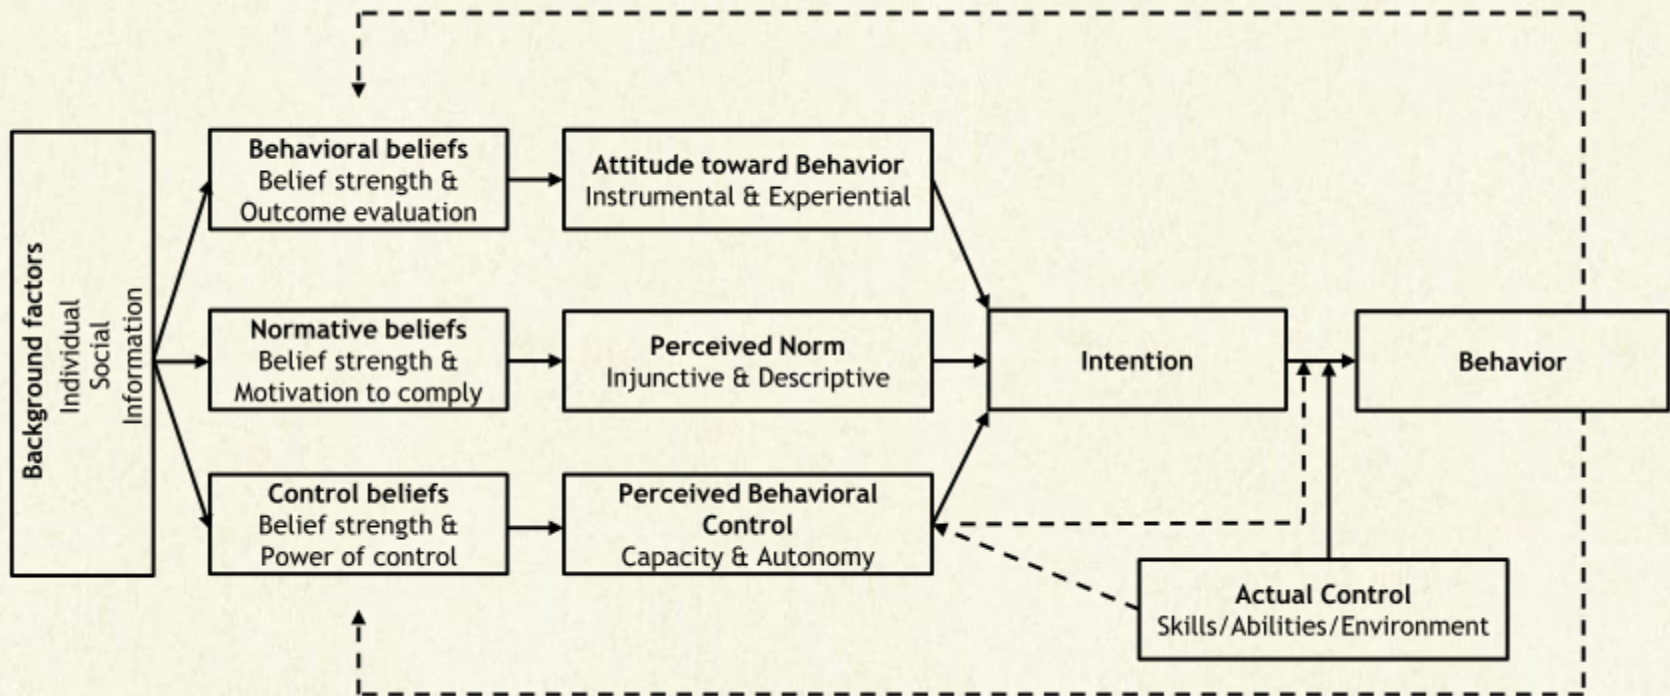 Background factors
Individual
Social
Information
Behavioral beliefs
Belief strength &
Outcome evaluation
Attitude toward Behavior
Instrumental & Experiential
Normative beliefs
Belief strength &
Motivation to comply
Perceived Norm
Injunctive & Descriptive
Intention
Behavior
Control beliefs
Belief strength &
Power of control
Perceived Behavioral
Control
Capacity & Autonomy
Actual Control
Skills/Abilities/Environment